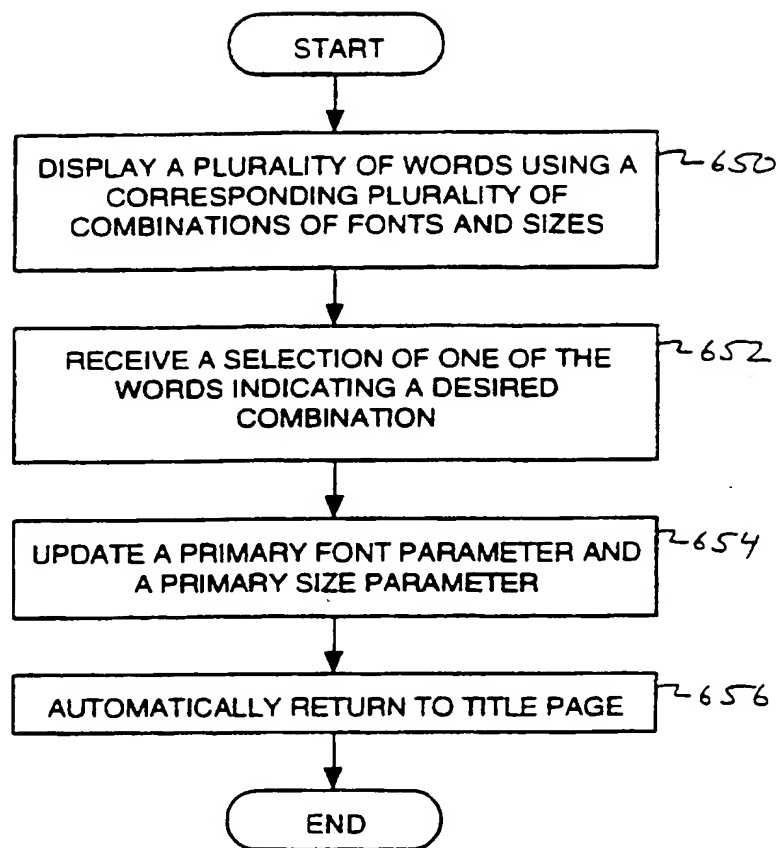 START
DISPLAY A PLURALITY OF WORDS USING A
CORRESPONDING PLURALITY OF
COMBINATIONS OF FONTS AND SIZES
650
RECEIVE A SELECTION OF ONE OF THE
WORDS INDICATING A DESIRED
COMBINATION
652
UPDATE A PRIMARY FONT PARAMETER AND
A PRIMARY SIZE PARAMETER
654
AUTOMATICALLY RETURN TO TITLE PAGE
656
END